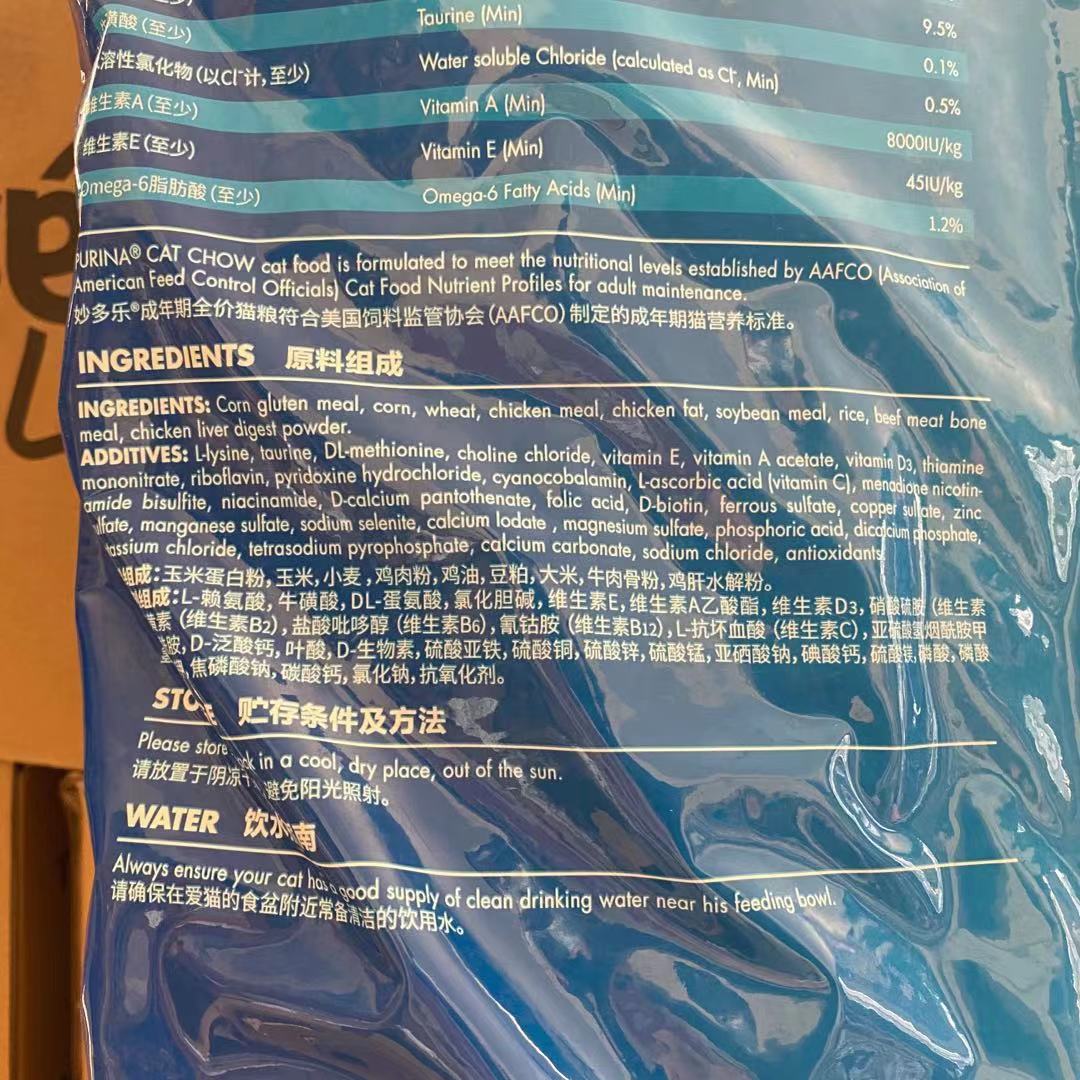 磺酸(至少) Taurine (Min) 9.5%
溶性氯化物(以Cl⁻计,至少) Water soluble Chloride (calculated as Cl⁻, Min) 0.1%
维生素A(至少) Vitamin A (Min) 0.5%
维生素E(至少) Vitamin E (Min) 8000IU/kg
Omega-6脂肪酸(至少) Omega-6 Fatty Acids (Min) 45IU/kg
1.2%
PURINA® CAT CHOW cat food is formulated to meet the nutritional levels established by AAFCO (Association of
American Feed Control Officials) Cat Food Nutrient Profiles for adult maintenance.
妙多乐®成年期全价猫粮符合美国饲料监管协会(AAFCO)制定的成年期猫营养标准。
INGREDIENTS 原料组成
INGREDIENTS: Corn gluten meal, corn, wheat, chicken meal, chicken fat, soybean meal, rice, beef meat bone
meal, chicken liver digest powder.
ADDITIVES: L-lysine, taurine, DL-methionine, choline chloride, vitamin E, vitamin A acetate, vitamin D3, thiamine
mononitrate, riboflavin, pyridoxine hydrochloride, cyanocobalamin, L-ascorbic acid (vitamin C), menadione nicotin-
amide bisulfite, niacinamide, D-calcium pantothenate, folic acid, D-biotin, ferrous sulfate, copper sulfate, zinc
lfate, manganese sulfate, sodium selenite, calcium Iodate , magnesium sulfate, phosphoric acid, dicalcium phosphate,
assium chloride, tetrasodium pyrophosphate, calcium carbonate, sodium chloride, antioxidants
组成:玉米蛋白粉,玉米,小麦,鸡肉粉,鸡油,豆粕,大米,牛肉骨粉,鸡肝水解粉。
组成:L-赖氨酸,牛磺酸,DL-蛋氨酸,氯化胆碱,维生素E,维生素A乙酸酯,维生素D3,硝酸硫胺(维生素
素(维生素B2),盐酸吡哆醇(维生素B6),氰钴胺(维生素B12),L-抗坏血酸(维生素C),亚硫酸氢烟酰胺甲
胺,D-泛酸钙,叶酸,D-生物素,硫酸亚铁,硫酸铜,硫酸锌,硫酸锰,亚硒酸钠,碘酸钙,硫酸镁,磷酸,磷酸
,焦磷酸钠,碳酸钙,氯化钠,抗氧化剂。
STO 贮存条件及方法
Please store ck in a cool, dry place, out of the sun.
请放置于阴凉干 避免阳光照射。
WATER 饮水 南
Always ensure your cat has good supply of clean drinking water near his feeding bowl.
请确保在爱猫的食盆附近常备清洁的饮用水。